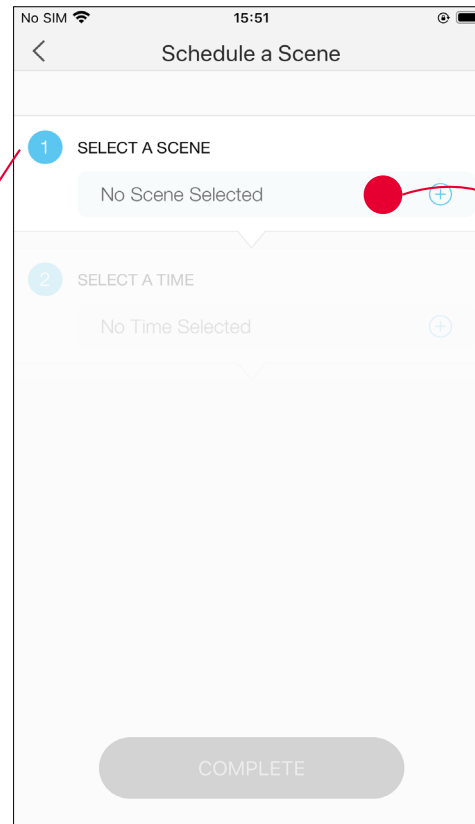 No SIM 15:51
Schedule a Scene
1 SELECT A SCENE
No Scene Selected
2 SELECT A TIME
No Time Selected
COMPLETE